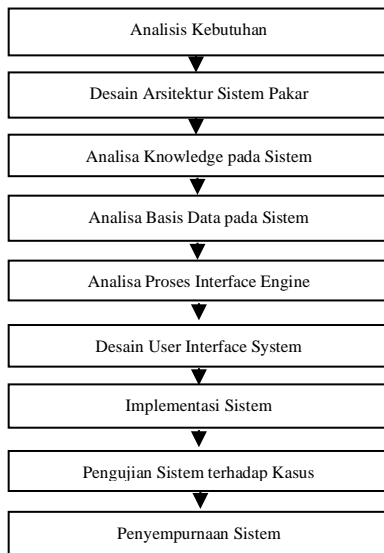 Analisis Kebutuhan
Desain Arsitektur Sistem Pakar
Analisa Knowledge pada Sistem
Analisa Basis Data pada Sistem
Analisa Proses Interface Engine
Desain User Interface System
Implementasi Sistem
Pengujian Sistem terhadap Kasus
Penyempurnaan Sistem